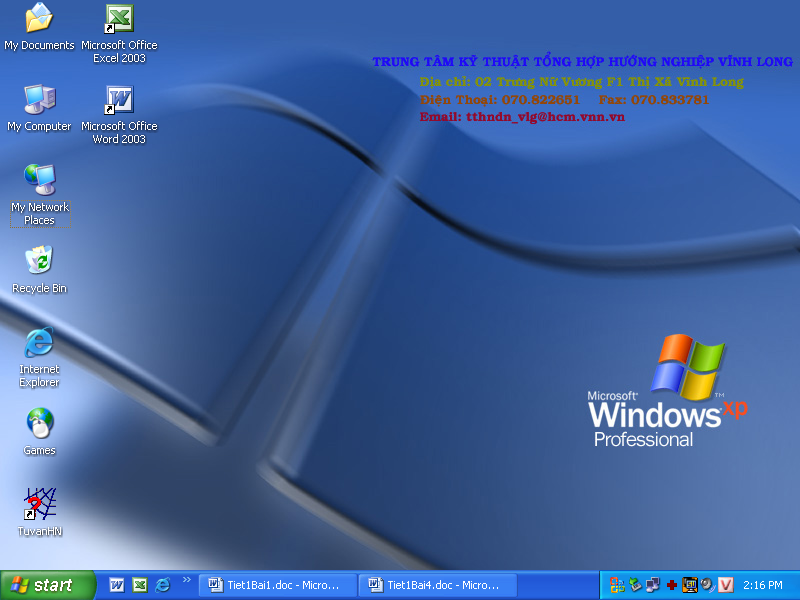 My Documents
Microsoft Office
Excel 2003
My Computer
Microsoft Office
Word 2003
My Network
Places
Recycle Bin
Internet
Explorer
Games
TuvanHN
TRUNG TÂM KỸ THUẬT TỔNG HỢP HƯỚNG NGHIỆP VĨNH LONG
Địa chỉ: 02 Trưng Nữ Vương F1 Thị Xã Vĩnh Long
Điện Thoại: 070.822651 Fax: 070.833781
Email: tthndn_vlg@hcm.vnn.vn
Microsoft®
Windows xp ™
Professional
start
»
Tiet1Bai1.doc - Micro...
Tiet1Bai4.doc - Micro...
V
2:16 PM